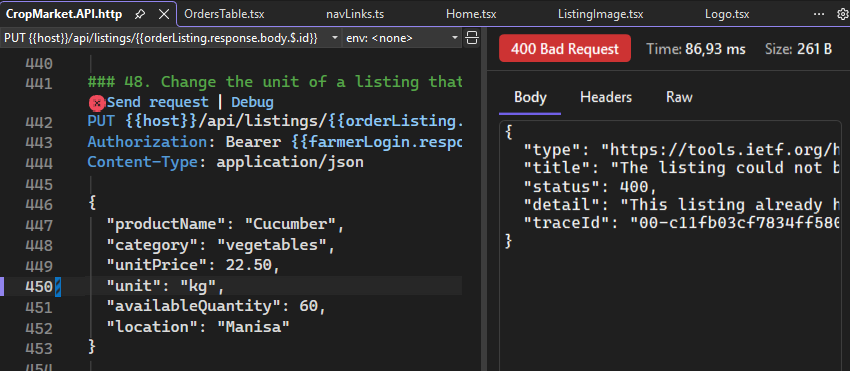 CropMarket.API.http OrdersTable.tsx navLinks.ts Home.tsx ListingImage.tsx Logo.tsx
PUT {{host}}/api/listings/{{orderListing.response.body.$.id}} env: <none>
400 Bad Request Time: 86,93 ms Size: 261 B
Body Headers Raw
440
441 ### 48. Change the unit of a listing that
Send request | Debug
442 PUT {{host}}/api/listings/{{orderListing.
443 Authorization: Bearer {{farmerLogin.respo
444 Content-Type: application/json
445
446 {
447 "productName": "Cucumber",
448 "category": "vegetables",
449 "unitPrice": 22.50,
450 "unit": "kg",
451 "availableQuantity": 60,
452 "location": "Manisa"
453 }
{
"type": "https://tools.ietf.org/h
"title": "The listing could not b
"status": 400,
"detail": "This listing already h
"traceId": "00-c11fb03cf7834ff580
}